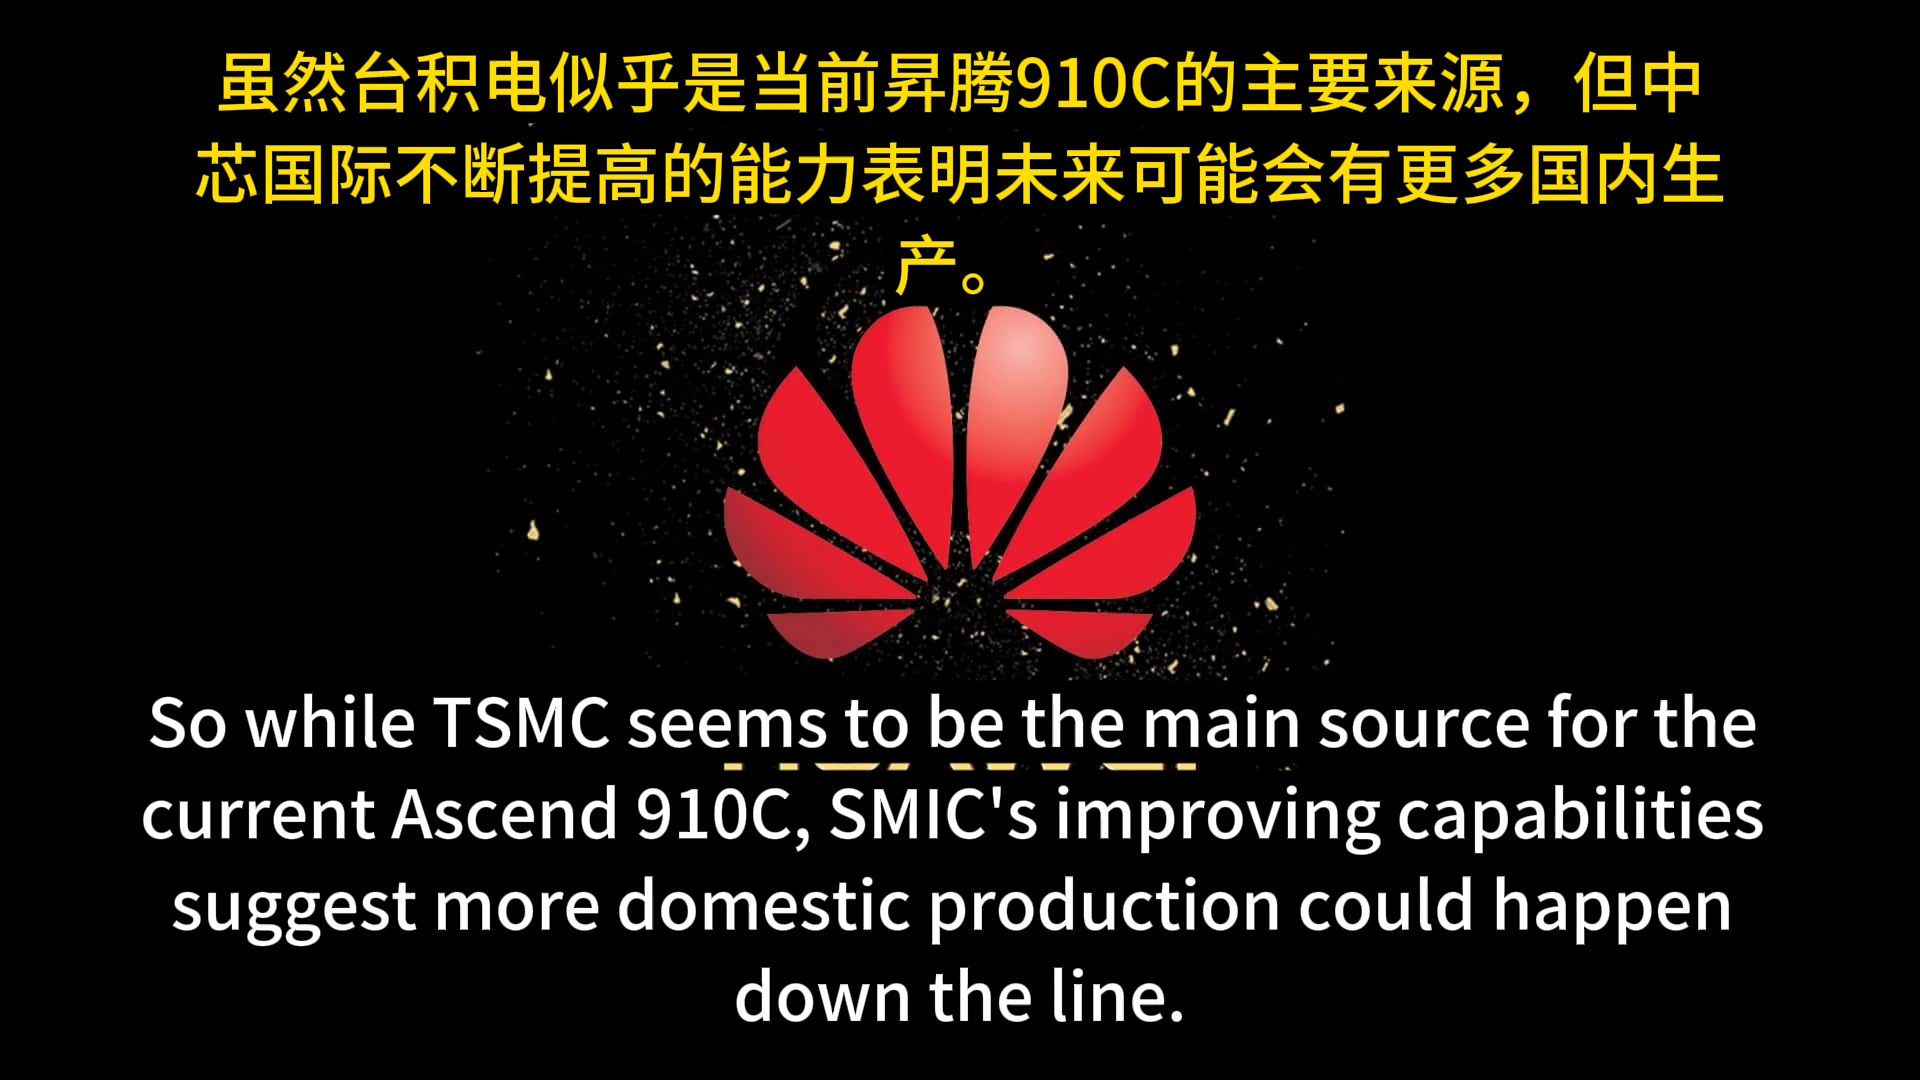 虽然台积电似乎是当前昇腾910C的主要来源，但中
芯国际不断提高的能力表明未来可能会有更多国内生
产。
So while TSMC seems to be the main source for the
current Ascend 910C, SMIC's improving capabilities
suggest more domestic production could happen
down the line.